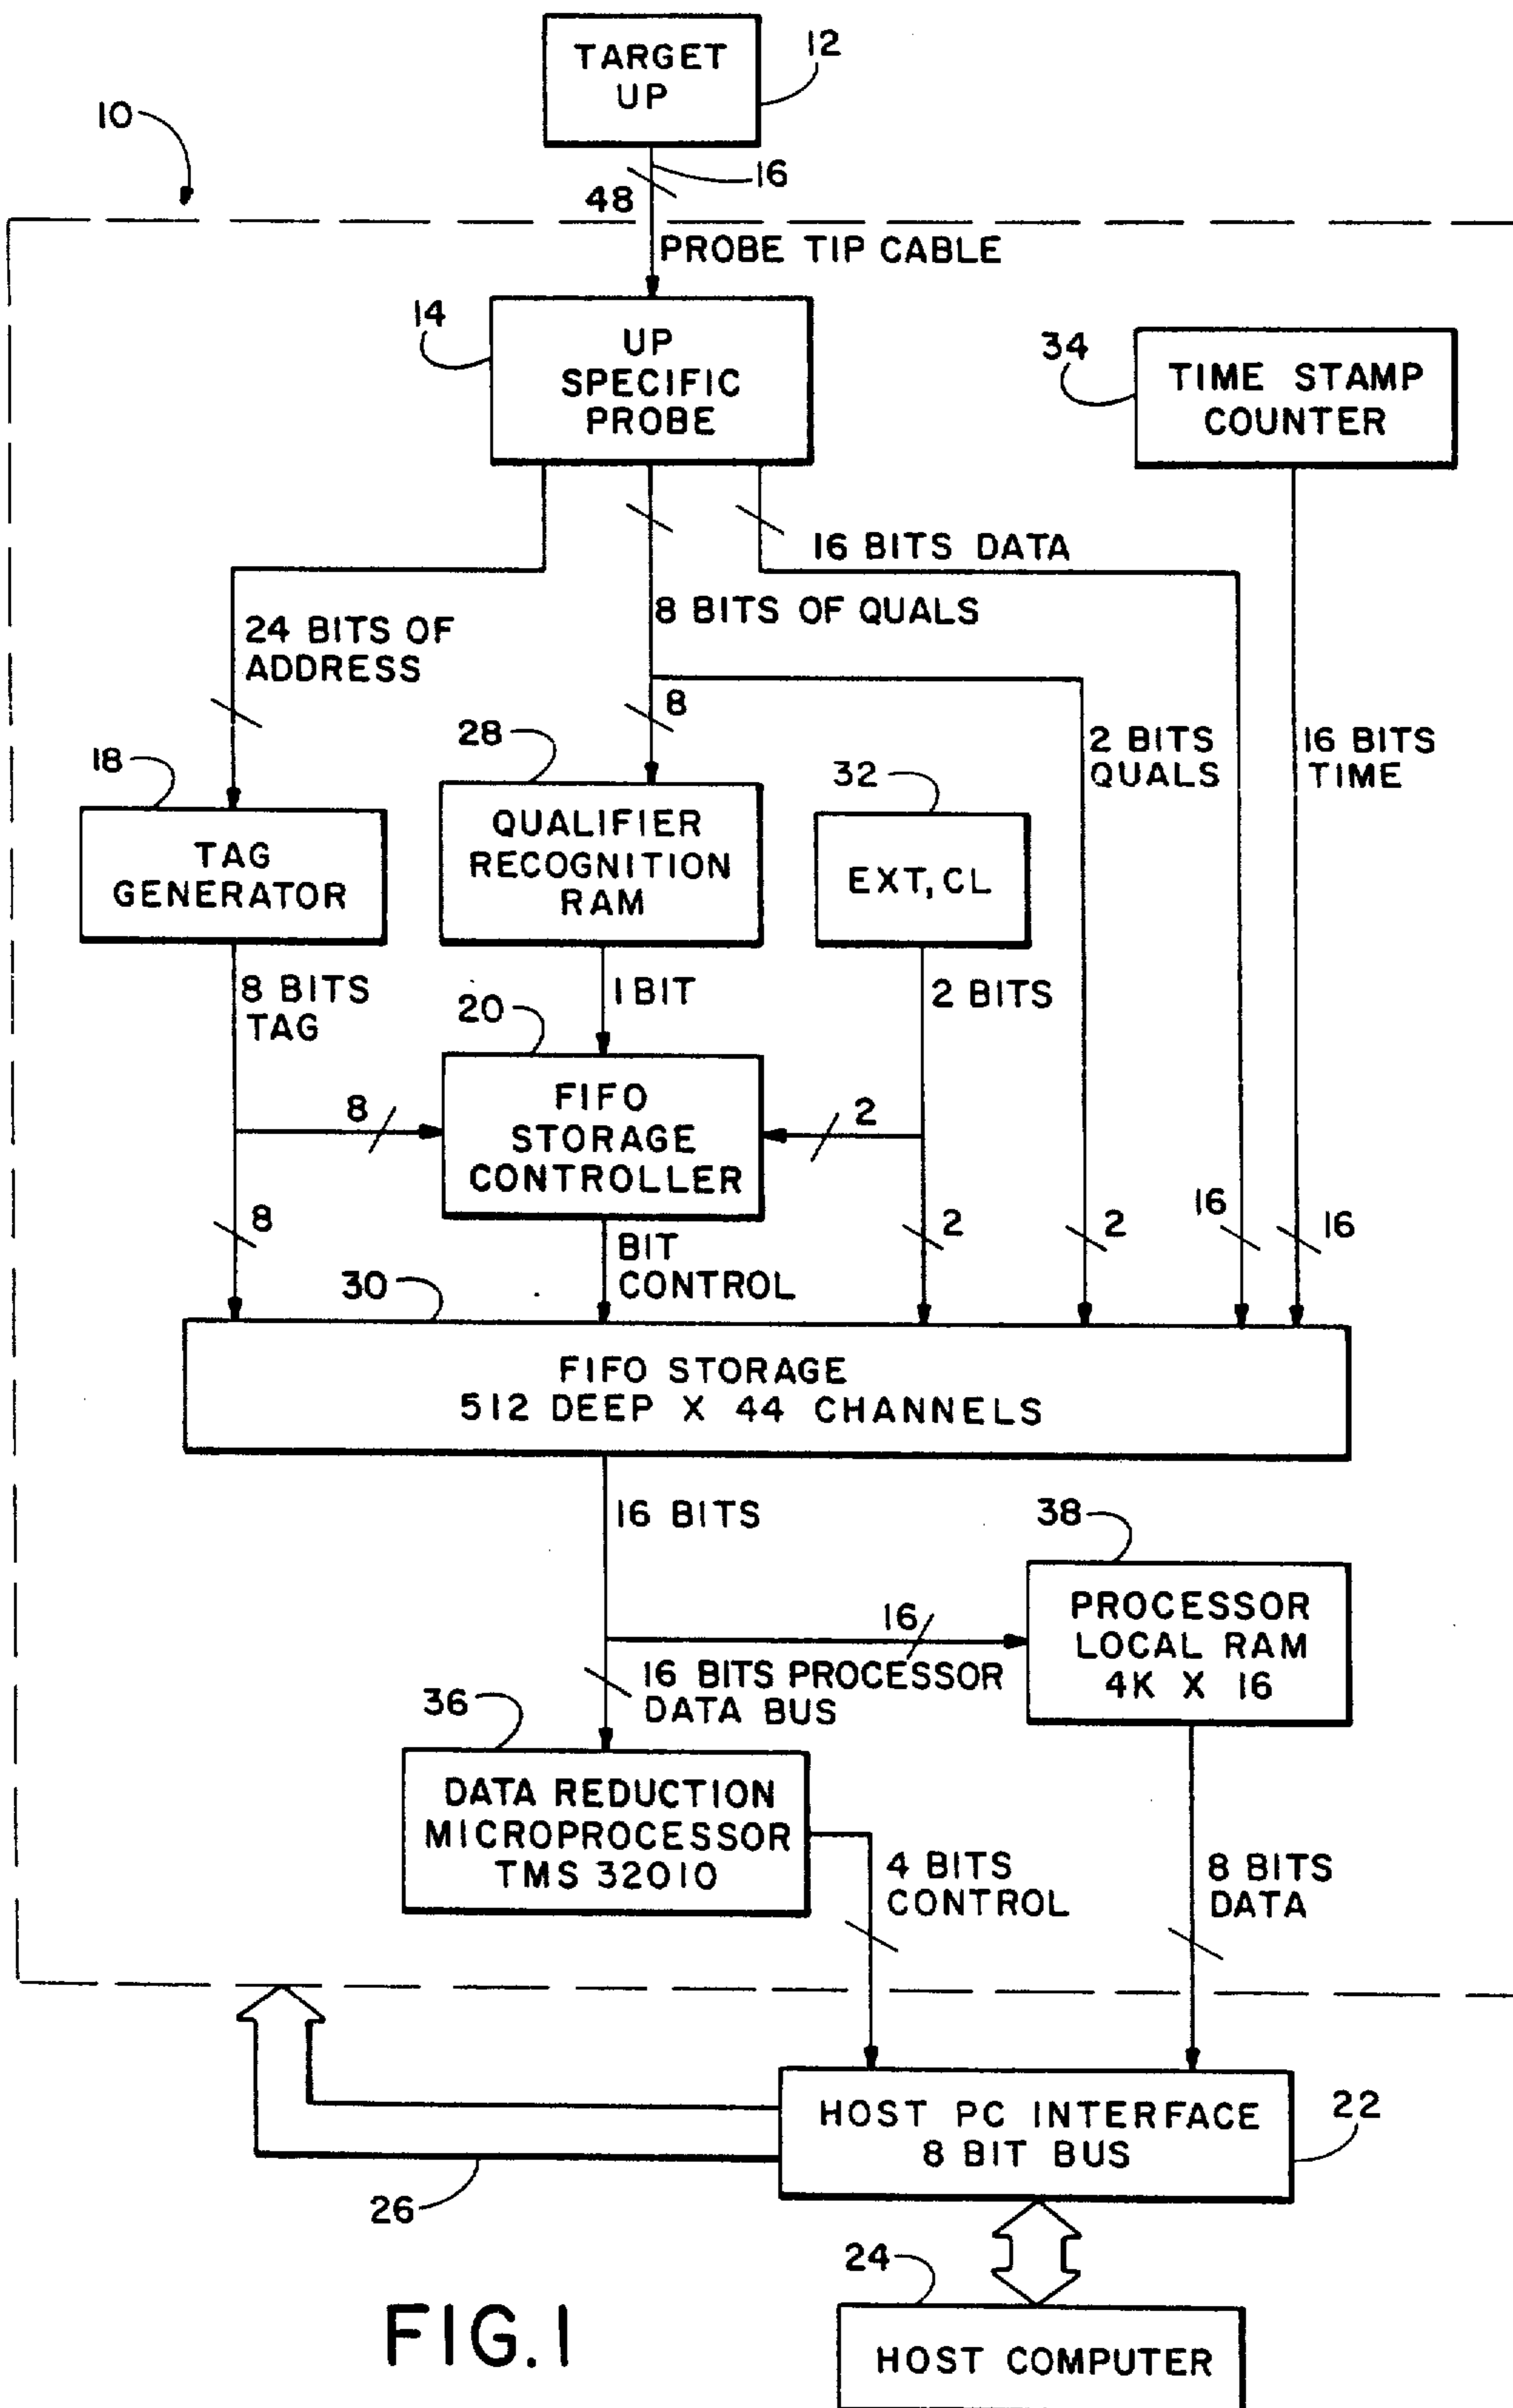 TARGET
UP
12
10
16
48
PROBE TIP CABLE
14
UP
SPECIFIC
PROBE
34
TIME STAMP
COUNTER
16 BITS DATA
8 BITS OF QUALS
24 BITS OF
ADDRESS
8
28
18
2 BITS
QUALS
16 BITS
TIME
32
TAG
GENERATOR
QUALIFIER
RECOGNITION
RAM
EXT, CL
8 BITS
TAG
1 BIT
2 BITS
20
8
FIFO
STORAGE
CONTROLLER
2
8
2
2
16
16
BIT
CONTROL
30
FIFO STORAGE
512 DEEP X 44 CHANNELS
16 BITS
38
16
PROCESSOR
LOCAL RAM
4K X 16
16 BITS PROCESSOR
DATA BUS
36
DATA REDUCTION
MICROPROCESSOR
TMS 32010
4 BITS
CONTROL
8 BITS
DATA
HOST PC INTERFACE
8 BIT BUS
22
26
24
HOST COMPUTER
FIG.1